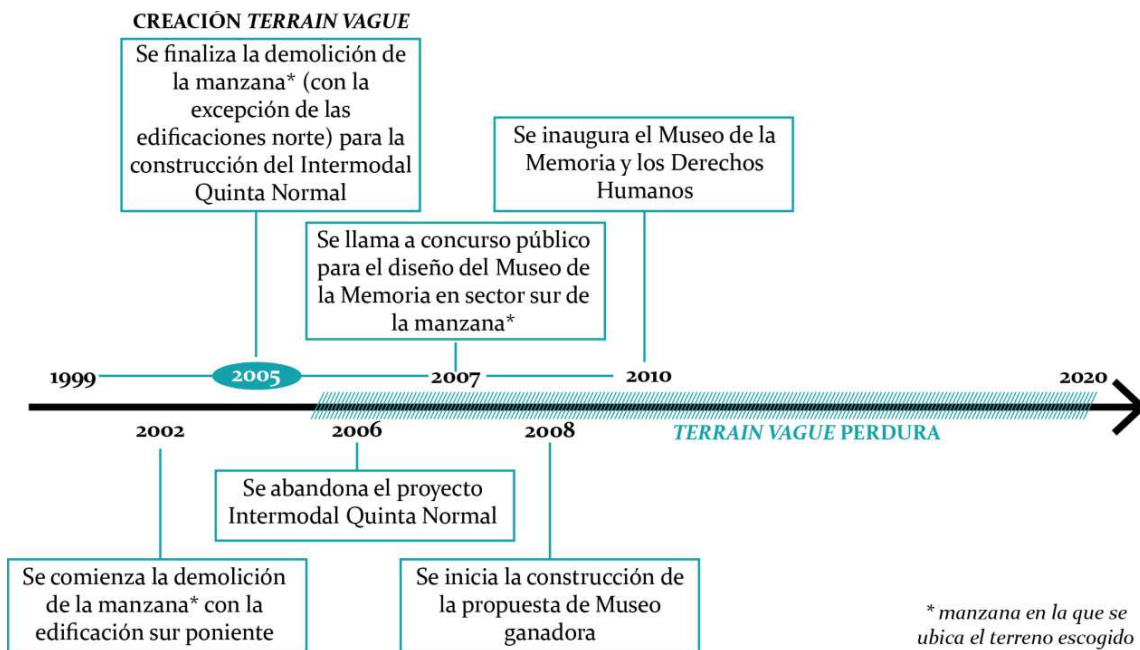 CREACIÓN TERRAIN VAGUE
Se finaliza la demolición de
la manzana* (con la
excepción de las
edificaciones norte) para la
construcción del Intermodal
Quinta Normal
Se inaugura el Museo de la
Memoria y los Derechos
Humanos
Se llama a concurso público
para el diseño del Museo de
la Memoria en sector sur de
la manzana*
1999 2005 2007 2010 2020
2002 2006 2008 TERRAIN VAGUE PERDURA
Se abandona el proyecto
Intermodal Quinta Normal
Se comienza la demolición
de la manzana* con la
edificación sur poniente
Se inicia la construcción de
la propuesta de Museo
ganadora
* manzana en la que se
ubica el terreno escogido